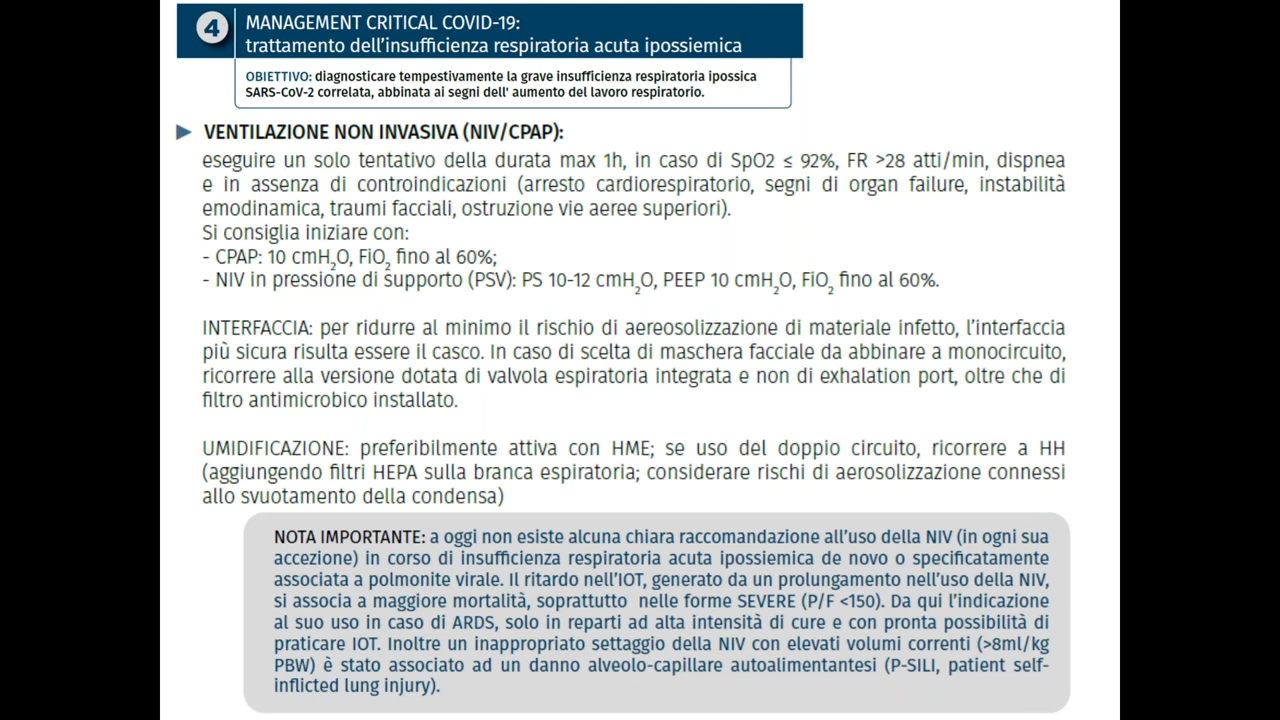 4
MANAGEMENT CRITICAL COVID-19:
trattamento dell'insufficienza respiratoria acuta ipossiemica
OBIETTIVO: diagnosticare tempestivamente la grave insufficienza respiratoria ipossica
SARS-CoV-2 correlata, abbinata ai segni dell' aumento del lavoro respiratorio.
VENTILAZIONE NON INVASIVA (NIV/CPAP):
eseguire un solo tentativo della durata max 1h, in caso di SpO2 ≤ 92%, FR >28 atti/min, dispnea
e in assenza di controindicazioni (arresto cardiorespiratorio, segni di organ failure, instabilità
emodinamica, traumi facciali, ostruzione vie aeree superiori).
Si consiglia iniziare con:
- CPAP: 10 cmH₂O, FiO₂ fino al 60%;
- NIV in pressione di supporto (PSV): PS 10-12 cmH₂O, PEEP 10 cmH₂O, FiO₂ fino al 60%.
INTERFACCIA: per ridurre al minimo il rischio di aereosolizzazione di materiale infetto, l'interfaccia
più sicura risulta essere il casco. In caso di scelta di maschera facciale da abbinare a monocircuito,
ricorrere alla versione dotata di valvola espiratoria integrata e non di exhalation port, oltre che di
filtro antimicrobico installato.
UMIDIFICAZIONE: preferibilmente attiva con HME; se uso del doppio circuito, ricorrere a HH
(aggiungendo filtri HEPA sulla branca espiratoria; considerare rischi di aerosolizzazione connessi
allo svuotamento della condensa)
NOTA IMPORTANTE: a oggi non esiste alcuna chiara raccomandazione all'uso della NIV (in ogni sua
accezione) in corso di insufficienza respiratoria acuta ipossiemica de novo o specificatamente
associata a polmonite virale. Il ritardo nell'IOT, generato da un prolungamento nell'uso della NIV,
si associa a maggiore mortalità, soprattutto nelle forme SEVERE (P/F <150). Da qui l'indicazione
al suo uso in caso di ARDS, solo in reparti ad alta intensità di cure e con pronta possibilità di
praticare IOT. Inoltre un inappropriato settaggio della NIV con elevati volumi correnti (>8ml/kg
PBW) è stato associato ad un danno alveolo-capillare autoalimentantesi (P-SILI, patient self-
inflicted lung injury).